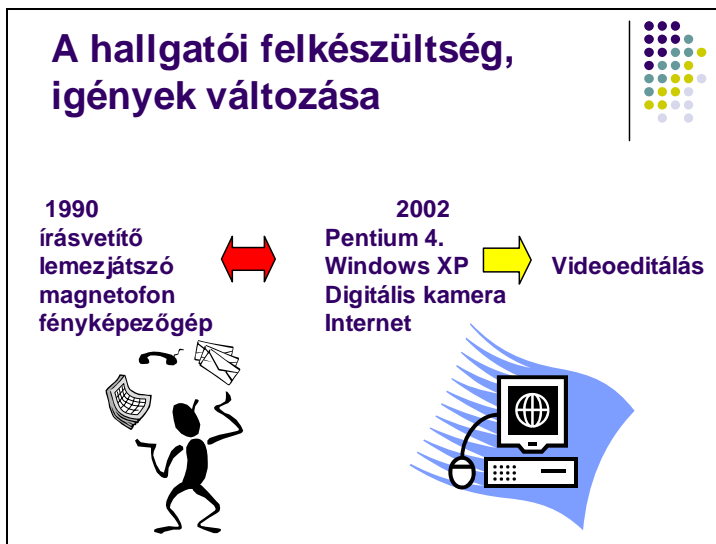 A hallgatói felkészültség,
igények változása
1990
írásvetítő
lemezjátszó
magnetofon
fényképezőgép
2002
Pentium 4.
Windows XP
Digitális kamera
Internet
Videoeditálás